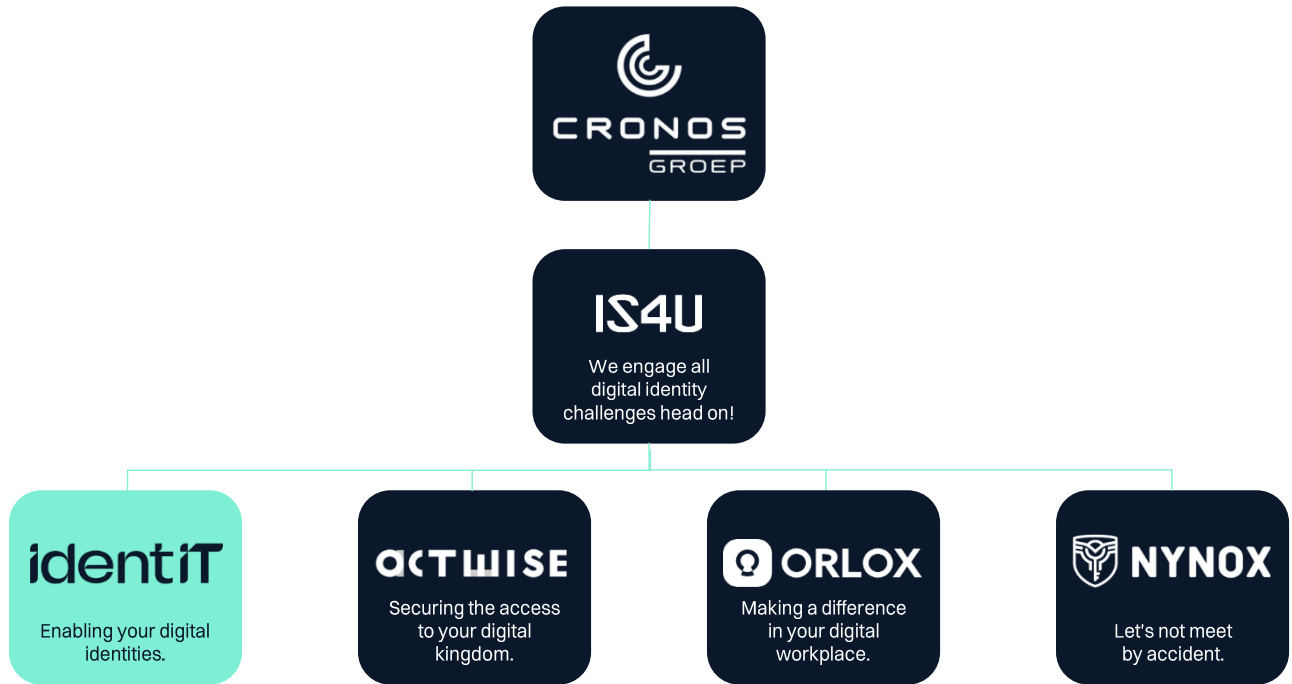 CRONOS
GROEP
IS4U
We engage all
digital identity
challenges head on!
identiT
Enabling your digital
identities.
actwise
Securing the access
to your digital
kingdom.
ORLOX
Making a difference
in your digital
workplace.
NYNOX
Let's not meet
by accident.